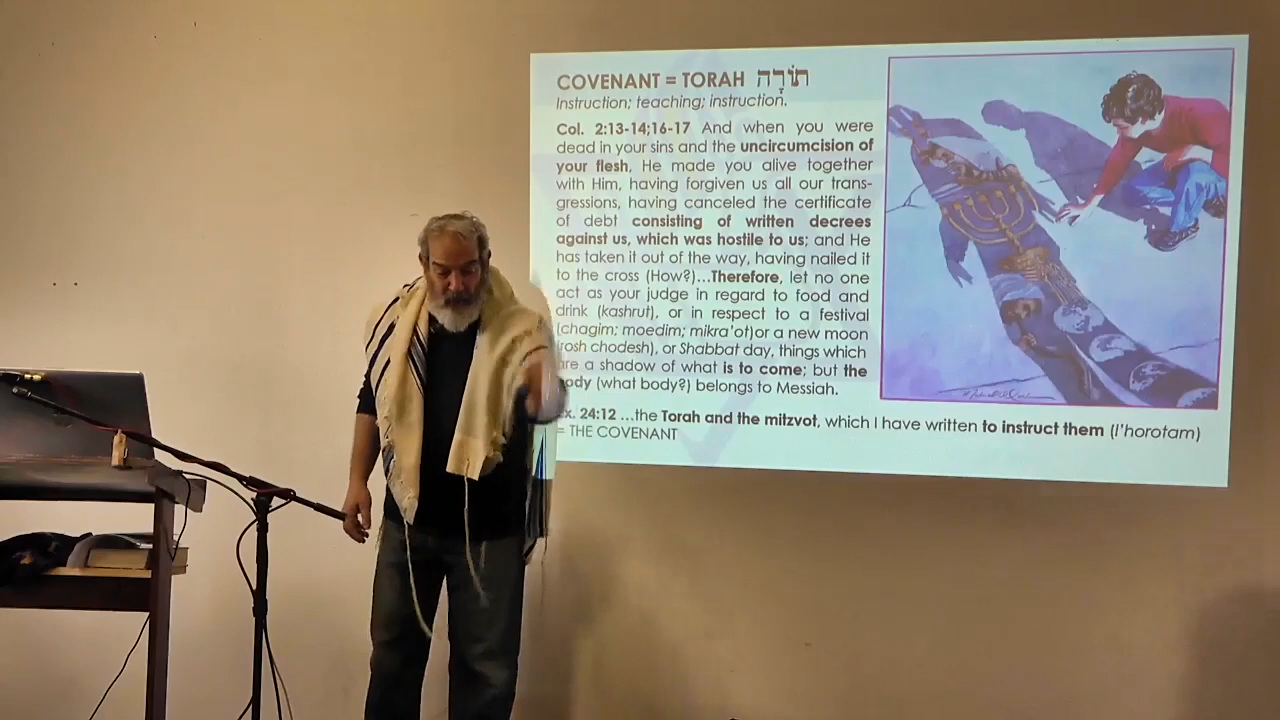 COVENANT = TORAH תּוֹרָה
Instruction; teaching; instruction.
Col. 2:13-14;16-17 And when you were
dead in your sins and the uncircumcision of
your flesh, He made you alive together
with Him, having forgiven us all our trans-
gressions, having canceled the certificate
of debt consisting of written decrees
against us, which was hostile to us; and He
has taken it out of the way, having nailed it
to the cross (How?)...Therefore, let no one
act as your judge in regard to food and
drink (kashrut), or in respect to a festival
(chagim; moedim; mikra'ot)or a new moon
rosh chodesh), or Shabbat day, things which
are a shadow of what is to come; but the
body (what body?) belongs to Messiah.
Ex. 24:12 ...the Torah and the mitzvot, which I have written to instruct them (l'horotam)
= THE COVENANT